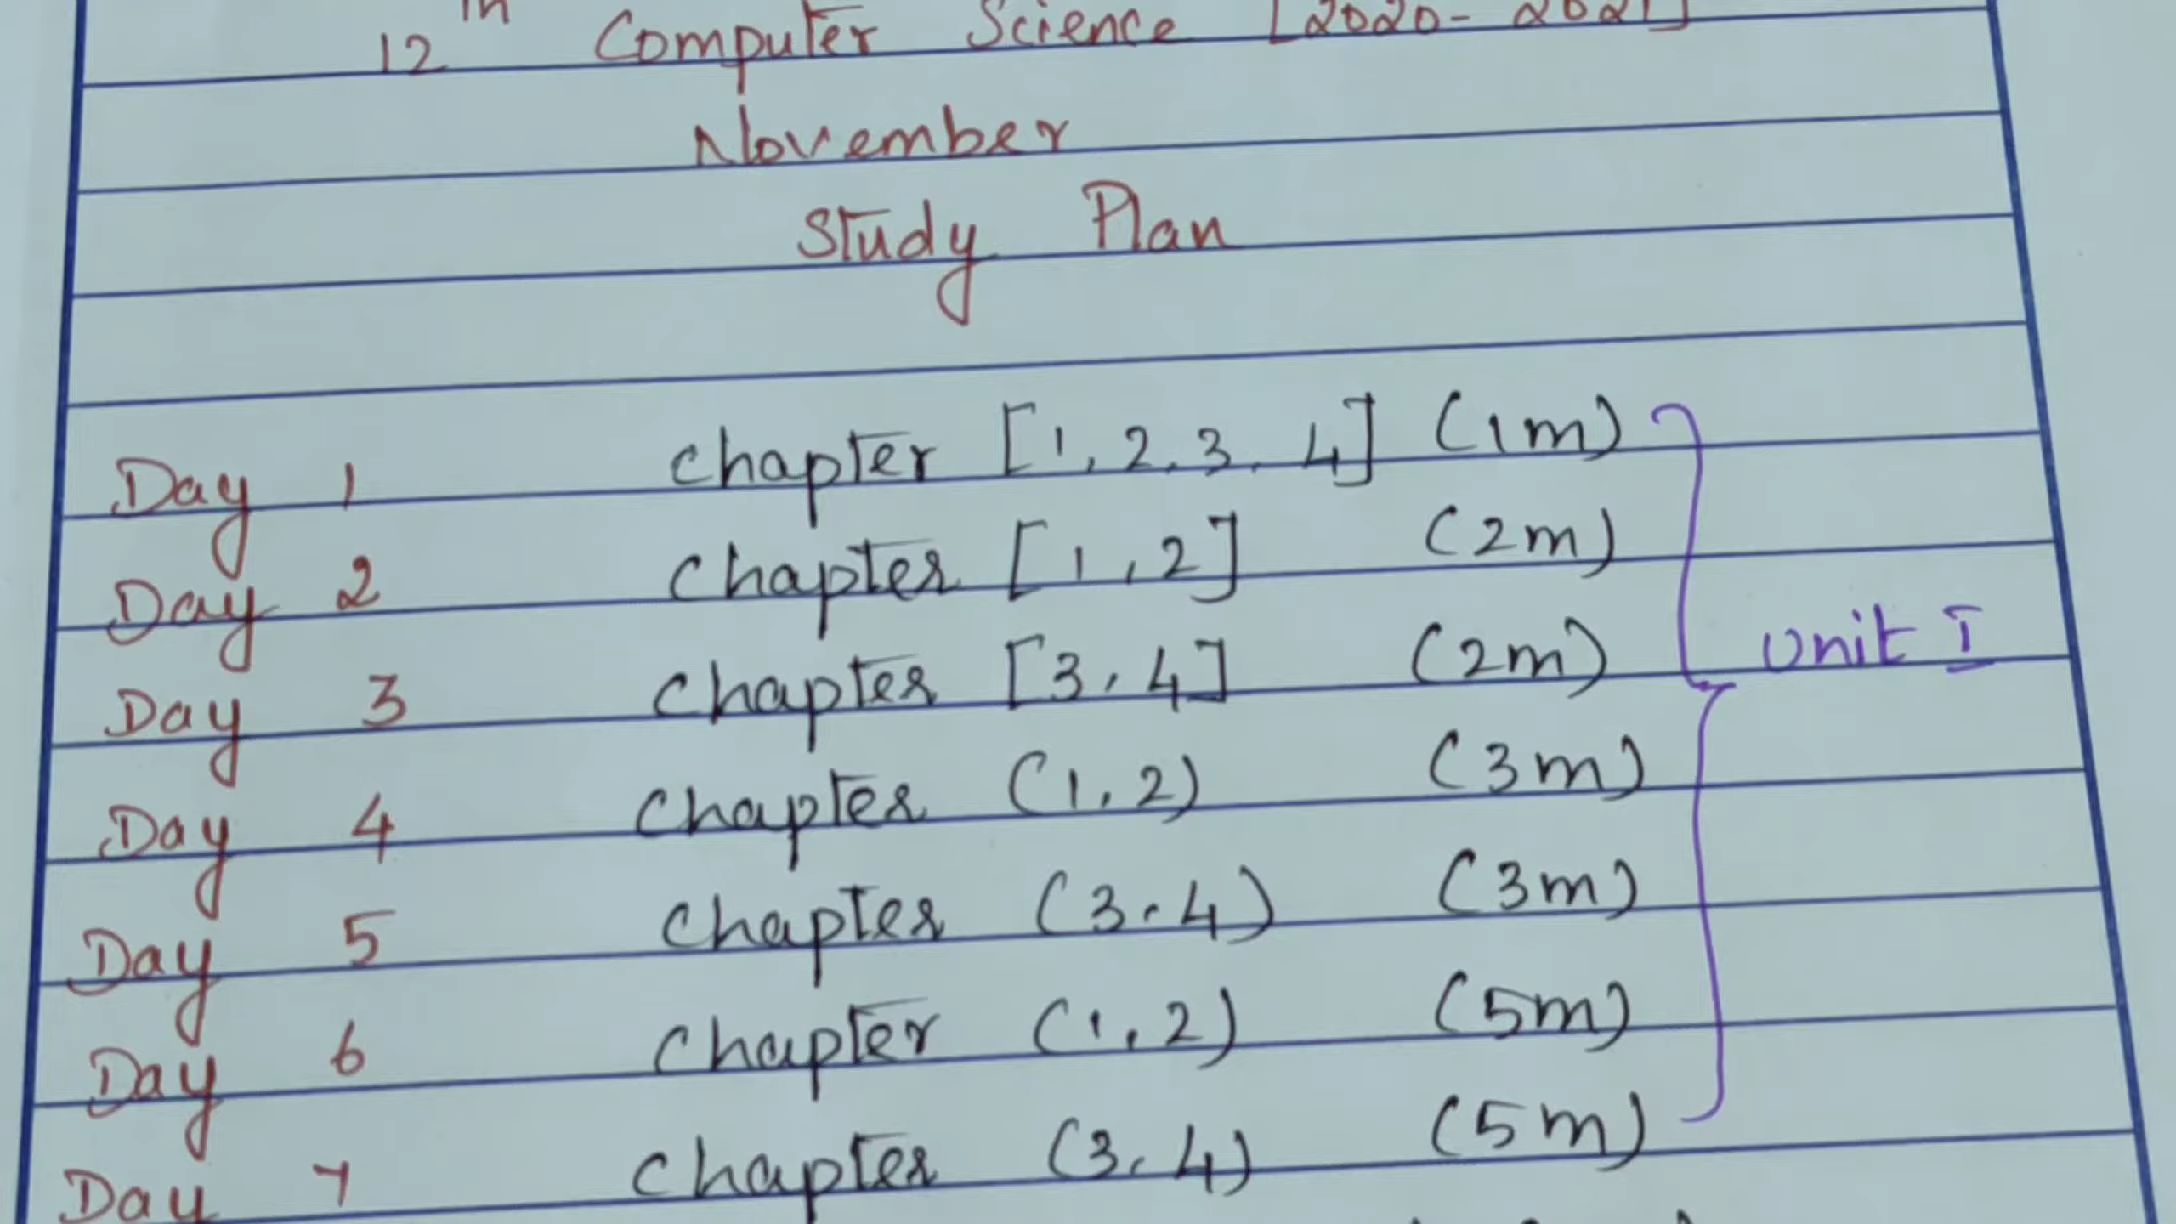 12th Computer Science [2020-2021]
November
Study Plan
Day 1 chapter [1, 2, 3, 4] (1m)
Day 2 chapter [1, 2] (2m)
Day 3 chapter [3, 4] (2m)
Unit I
Day 4 chapter (1, 2) (3m)
Day 5 chapter (3, 4) (3m)
Day 6 chapter (1, 2) (5m)
Day 7 chapter (3, 4) (5m)